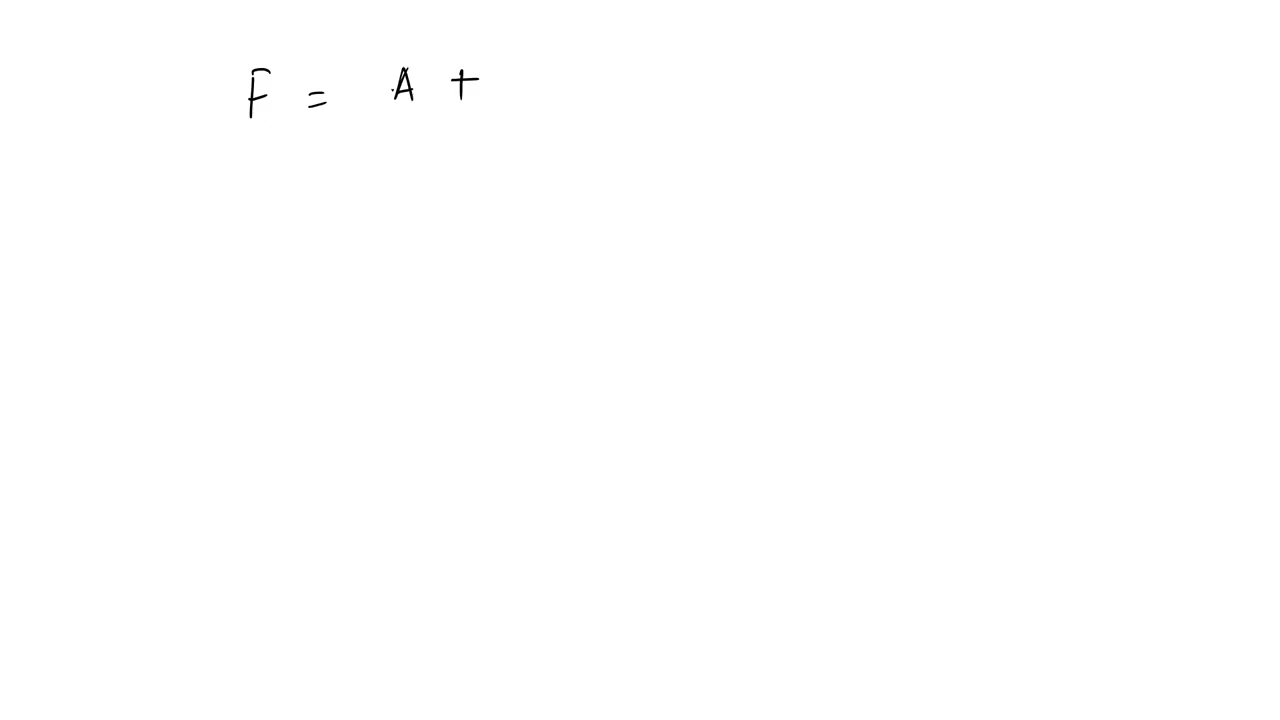 F = A +